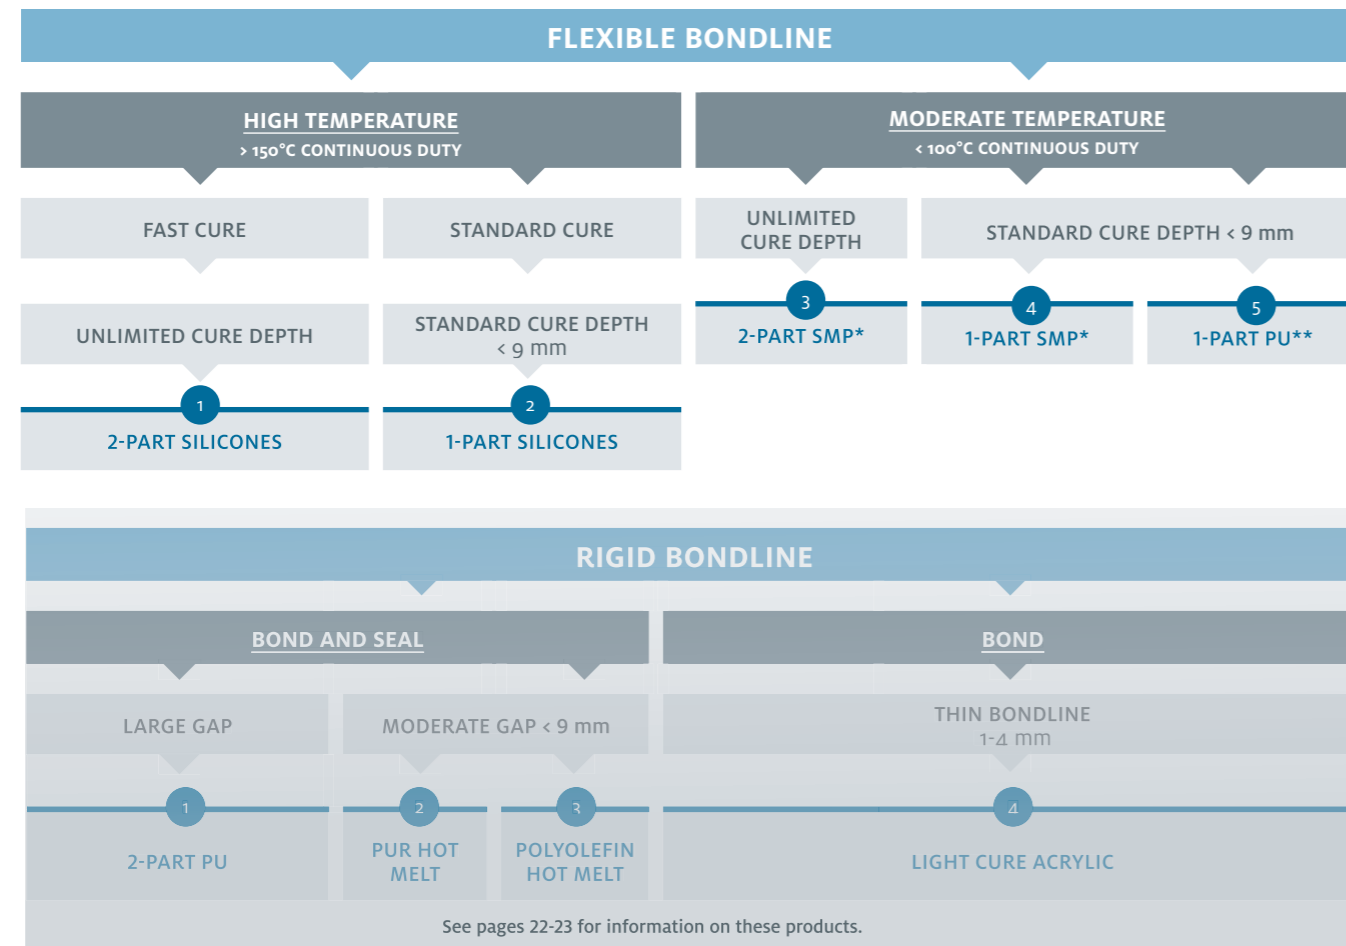 FLEXIBLE BONDLINE
HIGH TEMPERATURE
> 150°C CONTINUOUS DUTY
MODERATE TEMPERATURE
< 100°C CONTINUOUS DUTY
FAST CURE
STANDARD CURE
UNLIMITED
CURE DEPTH
STANDARD CURE DEPTH < 9 mm
UNLIMITED CURE DEPTH
STANDARD CURE DEPTH
< 9 mm
3
2-PART SMP*
4
1-PART SMP*
5
1-PART PU**
1
2-PART SILICONES
2
1-PART SILICONES
RIGID BONDLINE
BOND AND SEAL
BOND
LARGE GAP
MODERATE GAP < 9 mm
THIN BONDLINE
1-4 mm
1
2-PART PU
2
PUR HOT
MELT
3
POLYOLEFIN
HOT MELT
4
LIGHT CURE ACRYLIC
See pages 22-23 for information on these products.